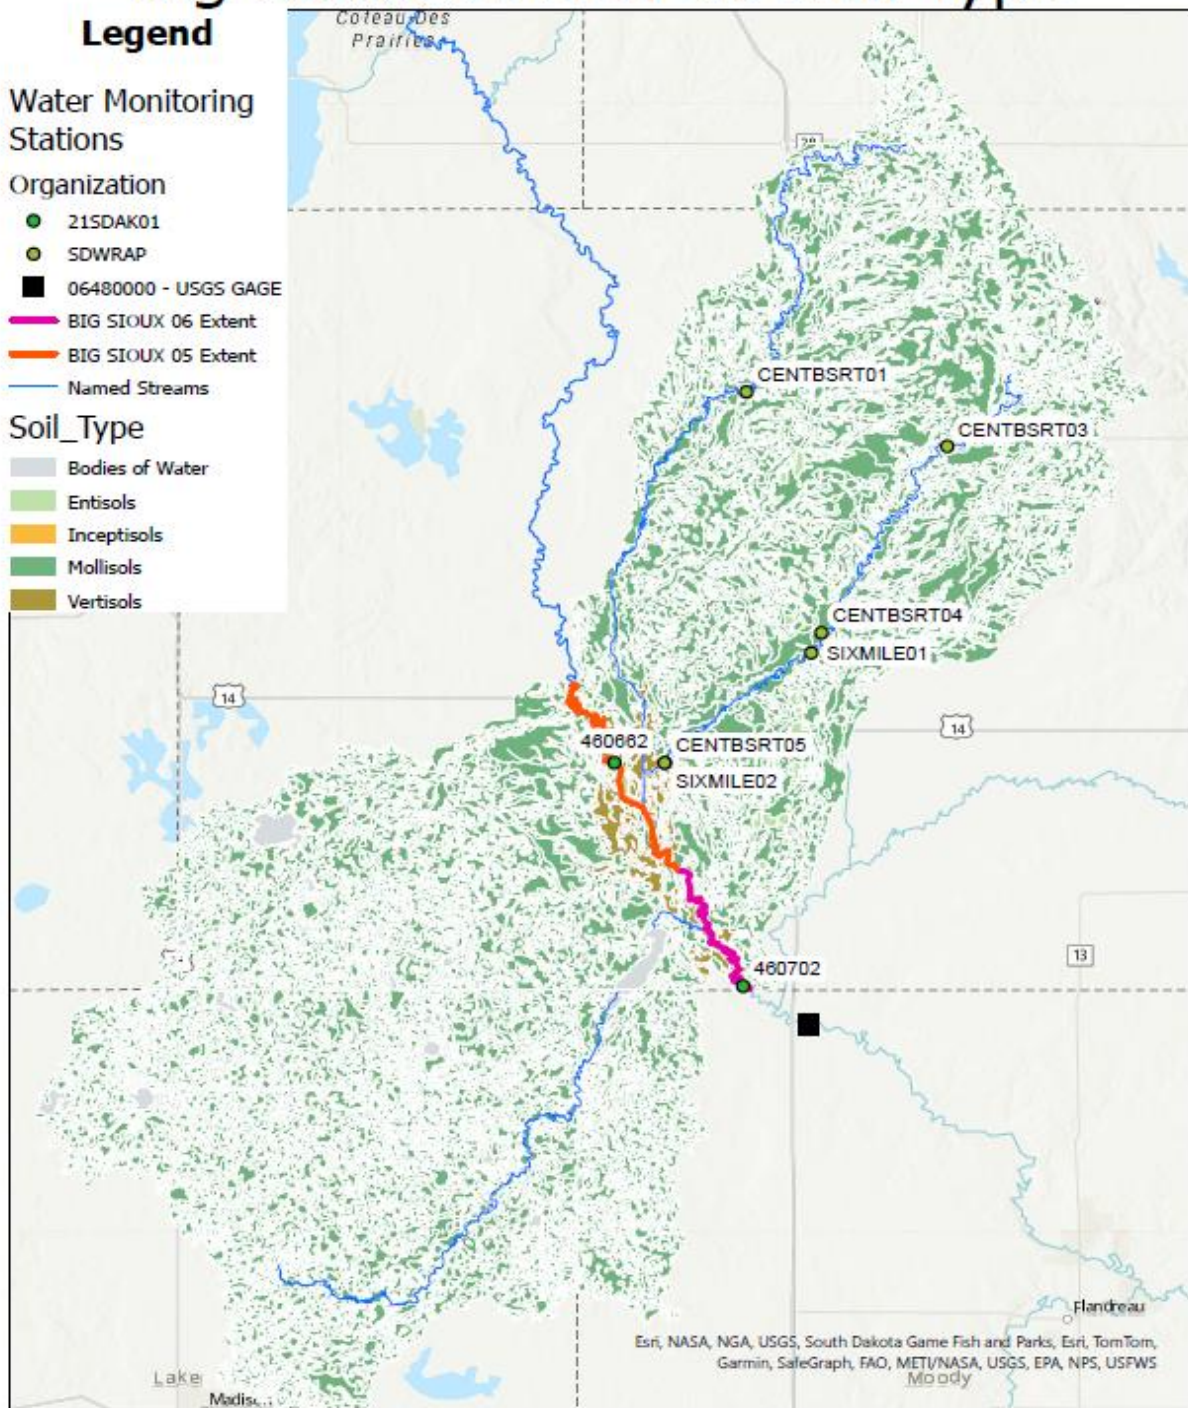 Legend
Water Monitoring
Stations
Organization
21SDAK01
SDWRAP
06480000 - USGS GAGE
BIG SIOUX 06 Extent
BIG SIOUX 05 Extent
Named Streams
Soil_Type
Bodies of Water
Entisols
Inceptisols
Mollisols
Vertisols
Coteau Des
Prairies
CENTBSRT01
CENTBSRT03
CENTBSRT04
SIXMILE01
14
14
460662
CENTBSRT05
SIXMILE02
13
460702
Flandreau
Esri, NASA, NGA, USGS, South Dakota Game Fish and Parks, Esri, TomTom,
Garmin, SafeGraph, FAO, METI/NASA, USGS, EPA, NPS, USFWS
Lake
Moody